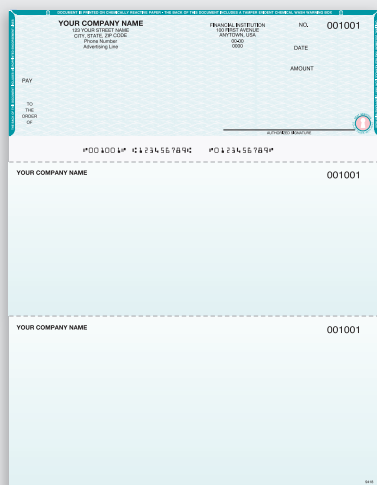 DOCUMENT IS PRINTED ON CHEMICALLY REACTIVE PAPER • THE BACK OF THIS DOCUMENT INCLUDES A TAMPER EVIDENT CHEMICAL WASH WARNING BOX
YOUR COMPANY NAME
123 YOUR STREET NAME
CITY, STATE, ZIP CODE
Phone Number
Advertising Line
FINANCIAL INSTITUTION
100 FIRST AVENUE
ANYTOWN, USA
00-00
0000
NO. 001001
DATE
AMOUNT
PAY
TO
THE
ORDER
OF
AUTHORIZED SIGNATURE
⑈001001⑈ ⑆123456789⑆ ⑈0123456789⑈
YOUR COMPANY NAME 001001
YOUR COMPANY NAME 001001